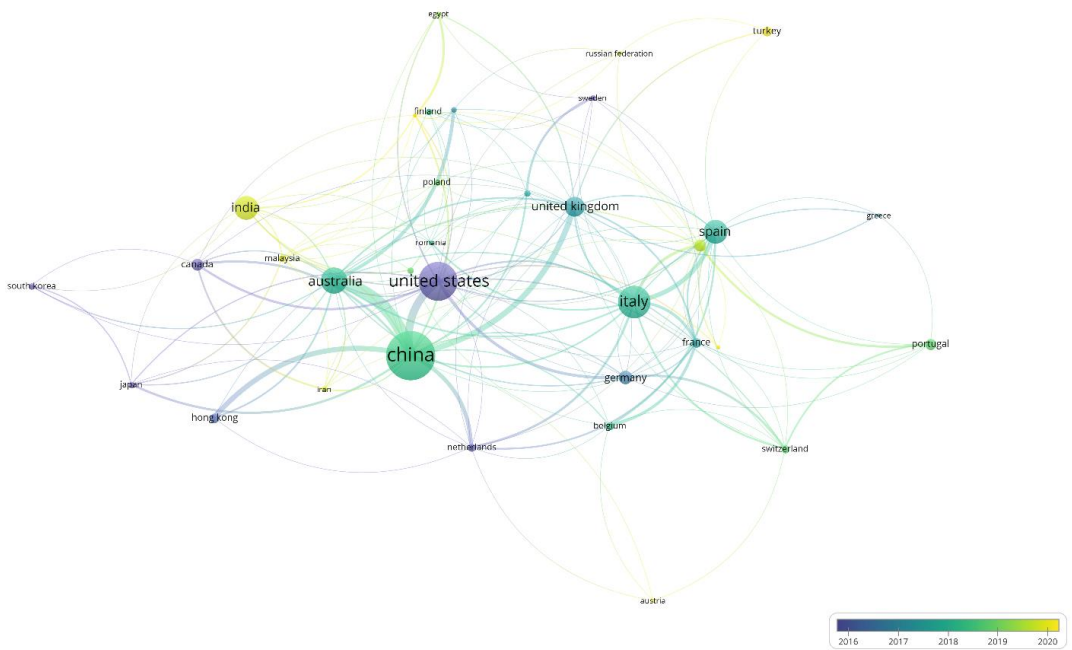 egypt
turkey
russian federation
sweden
finland
poland
india
united kingdom
greece
spain
romania
malaysia
canada
australia
united states
south korea
italy
france
portugal
china
germany
japan
iran
hong kong
belgium
netherlands
switzerland
austria
2016 2017 2018 2019 2020